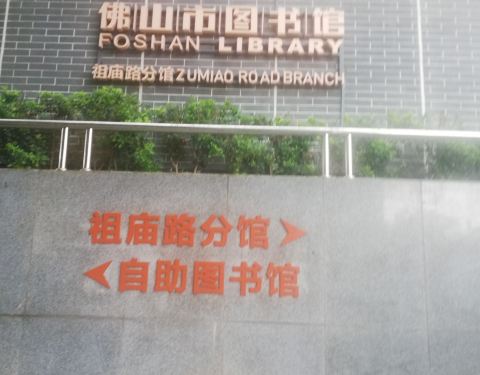 佛山市图书馆
FOSHAN LIBRARY
祖庙路分馆 ZUMIAO ROAD BRANCH
祖庙路分馆 >
< 自助图书馆